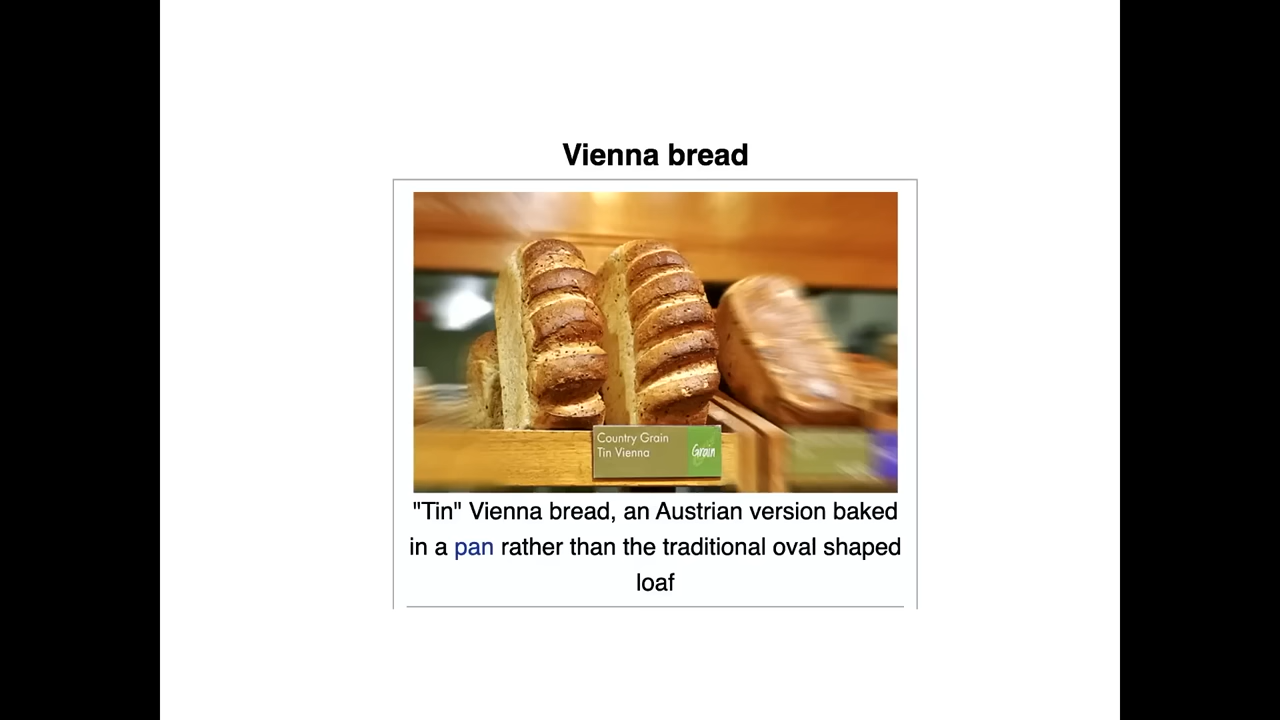 Vienna bread
Country Grain
Tin Vienna
Grain
"Tin" Vienna bread, an Austrian version baked
in a pan rather than the traditional oval shaped
loaf